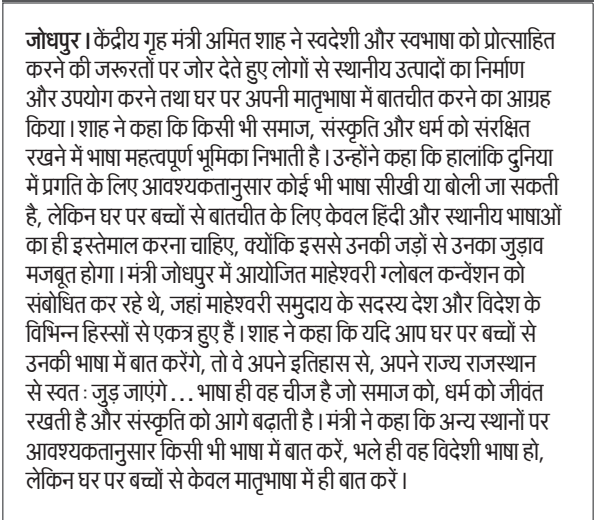 जोधपुर । केंद्रीय गृह मंत्री अमित शाह ने स्वदेशी और स्वभाषा को प्रोत्साहित
करने की जरूरतों पर जोर देते हुए लोगों से स्थानीय उत्पादों का निर्माण
और उपयोग करने तथा घर पर अपनी मातृभाषा में बातचीत करने का आग्रह
किया । शाह ने कहा कि किसी भी समाज, संस्कृति और धर्म को संरक्षित
रखने में भाषा महत्वपूर्ण भूमिका निभाती है । उन्होंने कहा कि हालांकि दुनिया
में प्रगति के लिए आवश्यकतानुसार कोई भी भाषा सीखी या बोली जा सकती
है, लेकिन घर पर बच्चों से बातचीत के लिए केवल हिंदी और स्थानीय भाषाओं
का ही इस्तेमाल करना चाहिए, क्योंकि इससे उनकी जड़ों से उनका जुड़ाव
मजबूत होगा । मंत्री जोधपुर में आयोजित माहेश्वरी ग्लोबल कन्वेंशन को
संबोधित कर रहे थे, जहां माहेश्वरी समुदाय के सदस्य देश और विदेश के
विभिन्न हिस्सों से एकत्र हुए हैं । शाह ने कहा कि यदि आप घर पर बच्चों से
उनकी भाषा में बात करेंगे, तो वे अपने इतिहास से, अपने राज्य राजस्थान
से स्वत : जुड़ जाएंगे ... भाषा ही वह चीज है जो समाज को, धर्म को जीवंत
रखती है और संस्कृति को आगे बढ़ाती है । मंत्री ने कहा कि अन्य स्थानों पर
आवश्यकतानुसार किसी भी भाषा में बात करें, भले ही वह विदेशी भाषा हो,
लेकिन घर पर बच्चों से केवल मातृभाषा में ही बात करें ।